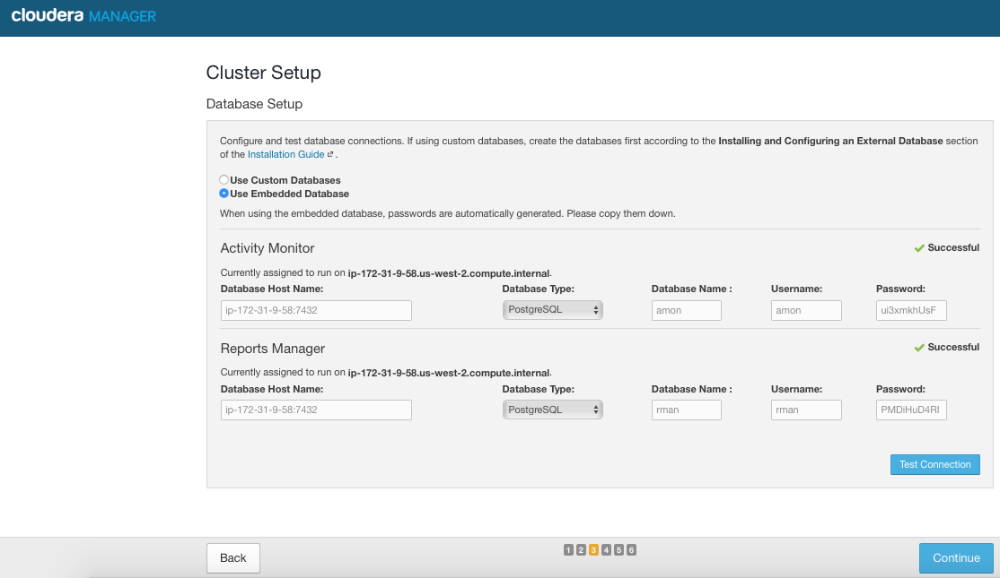 cloudera MANAGER
Cluster Setup
Database Setup
Configure and test database connections. If using custom databases, create the databases first according to the Installing and Configuring an External Database section
of the Installation Guide .
Use Custom Databases
Use Embedded Database
When using the embedded database, passwords are automatically generated. Please copy them down.
Activity Monitor
Successful
Currently assigned to run on ip-172-31-9-58.us-west-2.compute.internal.
Database Host Name: Database Type: Database Name : Username: Password:
ip-172-31-9-58:7432 PostgreSQL amon amon ui3xmkhUsF
Reports Manager
Successful
Currently assigned to run on ip-172-31-9-58.us-west-2.compute.internal.
Database Host Name: Database Type: Database Name : Username: Password:
ip-172-31-9-58:7432 PostgreSQL rman rman PMDiHuD4Rl
Test Connection
Back 1 2 3 4 5 6 Continue